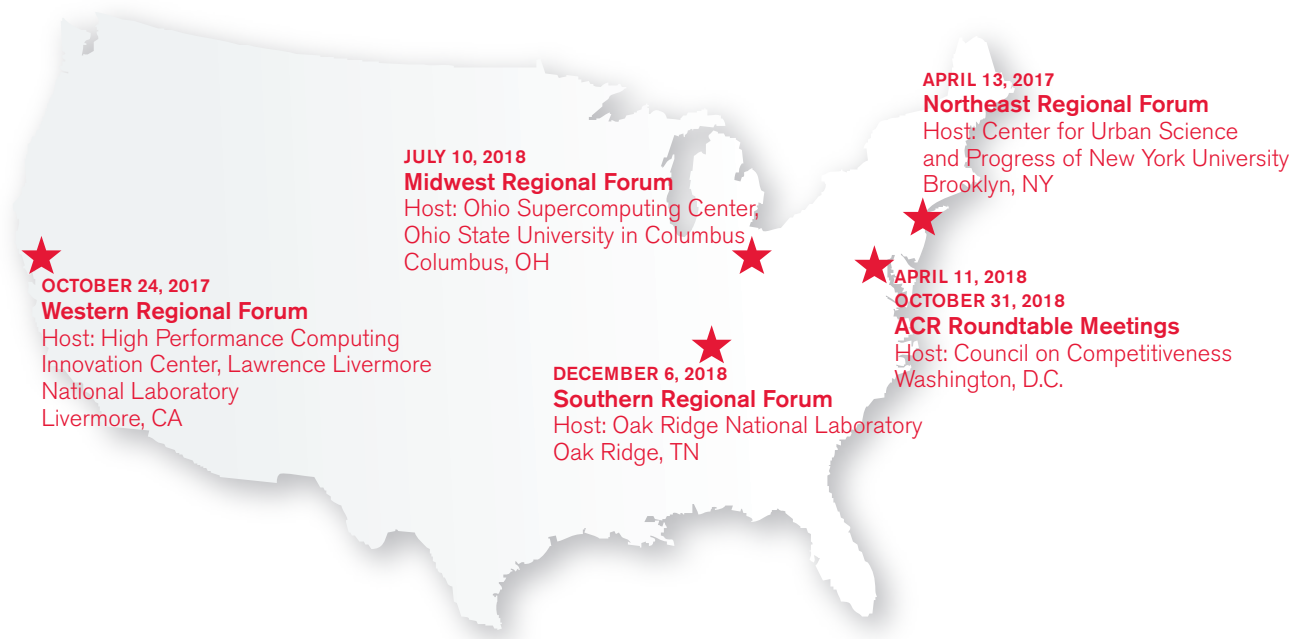 APRIL 13, 2017
Northeast Regional Forum
Host: Center for Urban Science
and Progress of New York University
Brooklyn, NY
JULY 10, 2018
Midwest Regional Forum
Host: Ohio Supercomputing Center,
Ohio State University in Columbus
Columbus, OH
OCTOBER 24, 2017
Western Regional Forum
Host: High Performance Computing
Innovation Center, Lawrence Livermore
National Laboratory
Livermore, CA
APRIL 11, 2018
OCTOBER 31, 2018
ACR Roundtable Meetings
Host: Council on Competitiveness
Washington, D.C.
DECEMBER 6, 2018
Southern Regional Forum
Host: Oak Ridge National Laboratory
Oak Ridge, TN